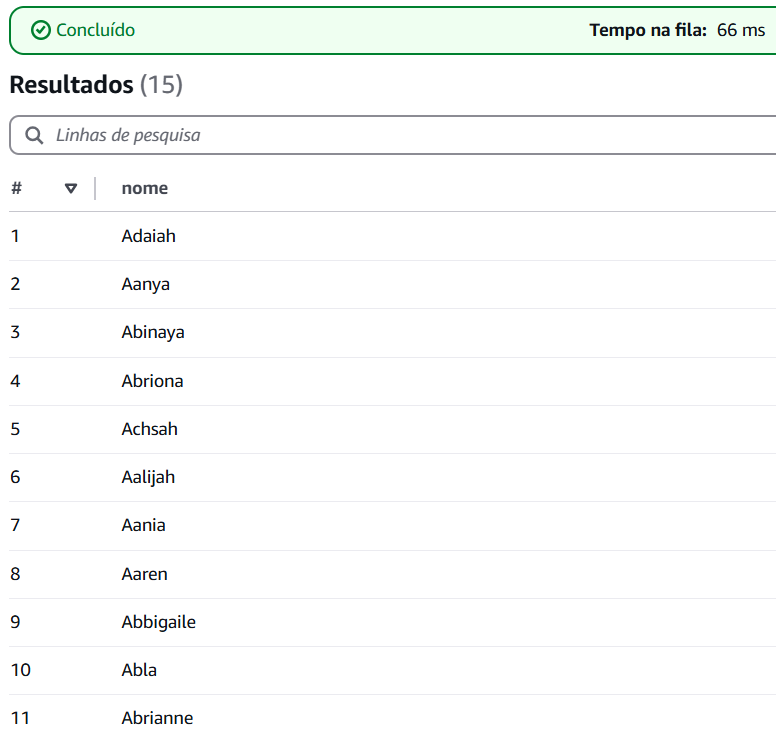 Concluído Tempo na fila: 66 ms
Resultados (15)
Linhas de pesquisa
# nome
1 Adaiah
2 Aanya
3 Abinaya
4 Abriona
5 Achsah
6 Aalijah
7 Aania
8 Aaren
9 Abbigaile
10 Abla
11 Abrianne